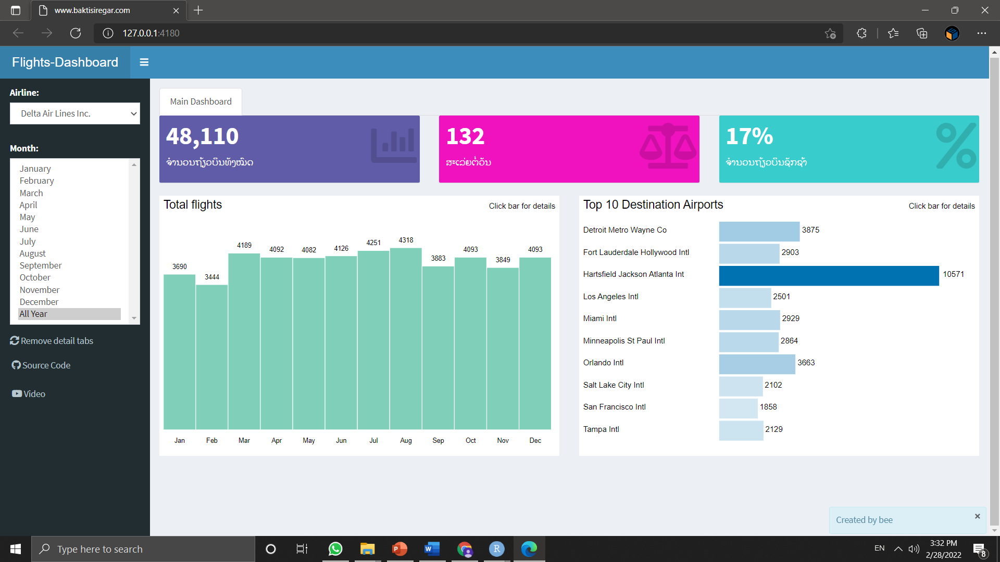 www.baktisiregar.com
127.0.0.1:4180
Flights-Dashboard
Airline:
Delta Air Lines Inc.
Month:
January
February
March
April
May
June
July
August
September
October
November
December
All Year
Remove detail tabs
Source Code
Video
Main Dashboard
48,110
ຈຳນວນຖ້ຽວບິນທັງໝົດ
132
ສະເລ່ຍຕໍ່ວັນ
17%
ຈຳນວນຖ້ຽວບິນຊັກຊ້າ
Total flights
Click bar for details
3690
3444
4189
4092
4082
4126
4251
4318
3883
4093
3849
4093
Jan
Feb
Mar
Apr
May
Jun
Jul
Aug
Sep
Oct
Nov
Dec
Top 10 Destination Airports
Click bar for details
Detroit Metro Wayne Co 3875
Fort Lauderdale Hollywood Intl 2903
Hartsfield Jackson Atlanta Int 10571
Los Angeles Intl 2501
Miami Intl 2929
Minneapolis St Paul Intl 2864
Orlando Intl 3663
Salt Lake City Intl 2102
San Francisco Intl 1858
Tampa Intl 2129
Created by bee
Type here to search
EN
3:32 PM
2/28/2022
8